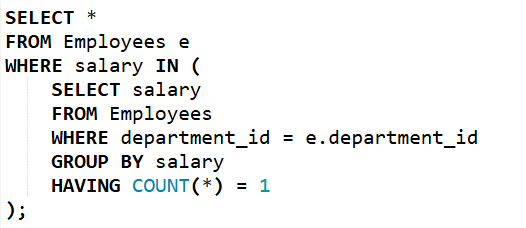 SELECT *
FROM Employees e
WHERE salary IN (
    SELECT salary
    FROM Employees
    WHERE department_id = e.department_id
    GROUP BY salary
    HAVING COUNT(*) = 1
);